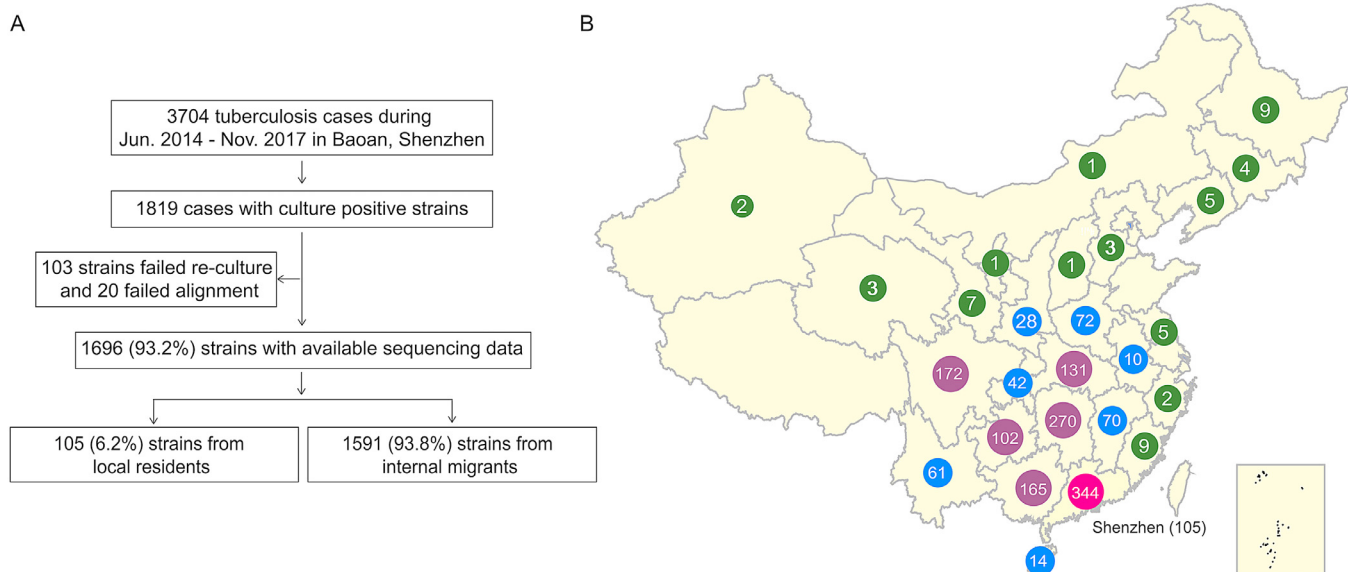 A
3704 tuberculosis cases during
Jun. 2014 - Nov. 2017 in Baoan, Shenzhen
1819 cases with culture positive strains
103 strains failed re-culture
and 20 failed alignment
1696 (93.2%) strains with available sequencing data
105 (6.2%) strains from
local residents
1591 (93.8%) strains from
internal migrants
B
9
1
4
2
5
3
1
1
3
7
28
72
5
10
172
42
131
2
270
70
102
9
61
165
344
Shenzhen (105)
14